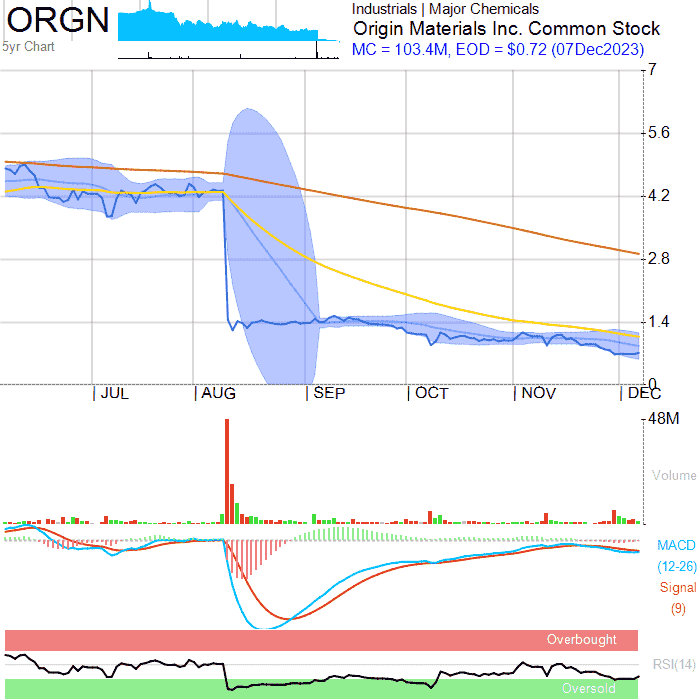 ORGN
5yr Chart
Industrials | Major Chemicals
Origin Materials Inc. Common Stock
MC = 103.4M, EOD = $0.72 (07Dec2023)
7
5.6
4.2
2.8
1.4
0
JUL
AUG
SEP
OCT
NOV
DEC
48M
Volume
MACD
(12-26)
Signal
(9)
Overbought
RSI(14)
Oversold